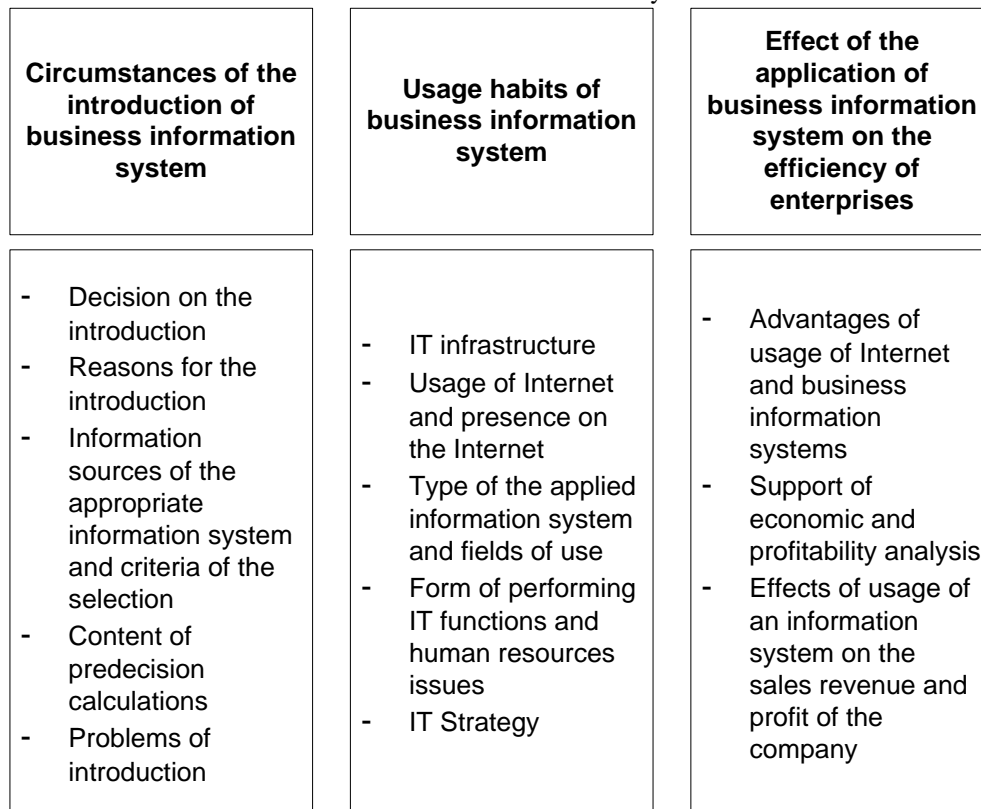 Circumstances of the
introduction of
business information
system
Usage habits of
business information
system
Effect of the
application of
business information
system on the
efficiency of
enterprises
- Decision on the
introduction
- Reasons for the
introduction
- Information
sources of the
appropriate
information system
and criteria of the
selection
- Content of
predecision
calculations
- Problems of
introduction
- IT infrastructure
- Usage of Internet
and presence on
the Internet
- Type of the applied
information system
and fields of use
- Form of performing
IT functions and
human resources
issues
- IT Strategy
- Advantages of
usage of Internet
and business
information
systems
- Support of
economic and
profitability analysis
- Effects of usage of
an information
system on the
sales revenue and
profit of the
company